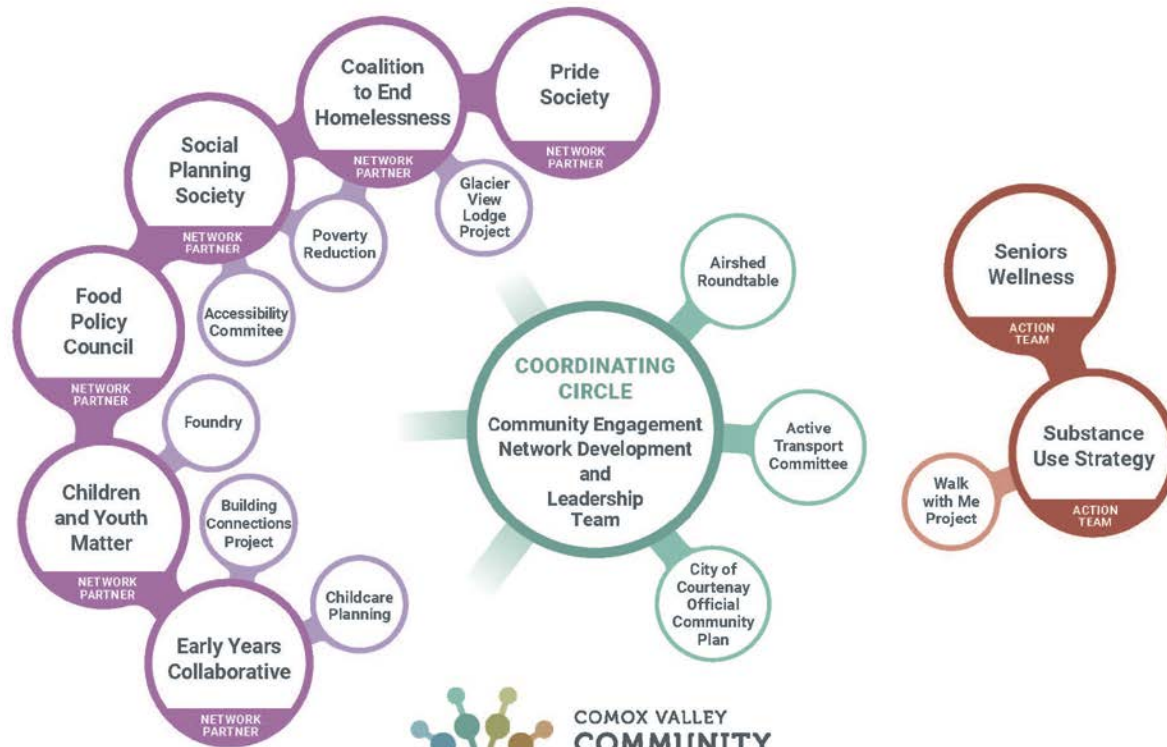 Coalition
to End
Homelessness
NETWORK
PARTNER
Pride
Society
NETWORK
PARTNER
Social
Planning
Society
NETWORK
PARTNER
Glacier
View
Lodge
Project
Poverty
Reduction
Accessibility
Commitee
Food
Policy
Council
NETWORK
PARTNER
Foundry
Children
and Youth
Matter
NETWORK
PARTNER
Building
Connections
Project
Childcare
Planning
Early Years
Collaborative
NETWORK
PARTNER
Airshed
Roundtable
COORDINATING
CIRCLE
Community Engagement
Network Development
and
Leadership
Team
Active
Transport
Committee
City of
Courtenay
Official
Community
Plan
Seniors
Wellness
ACTION
TEAM
Substance
Use Strategy
ACTION
TEAM
Walk
with Me
Project
COMOX VALLEY
COMMUNITY